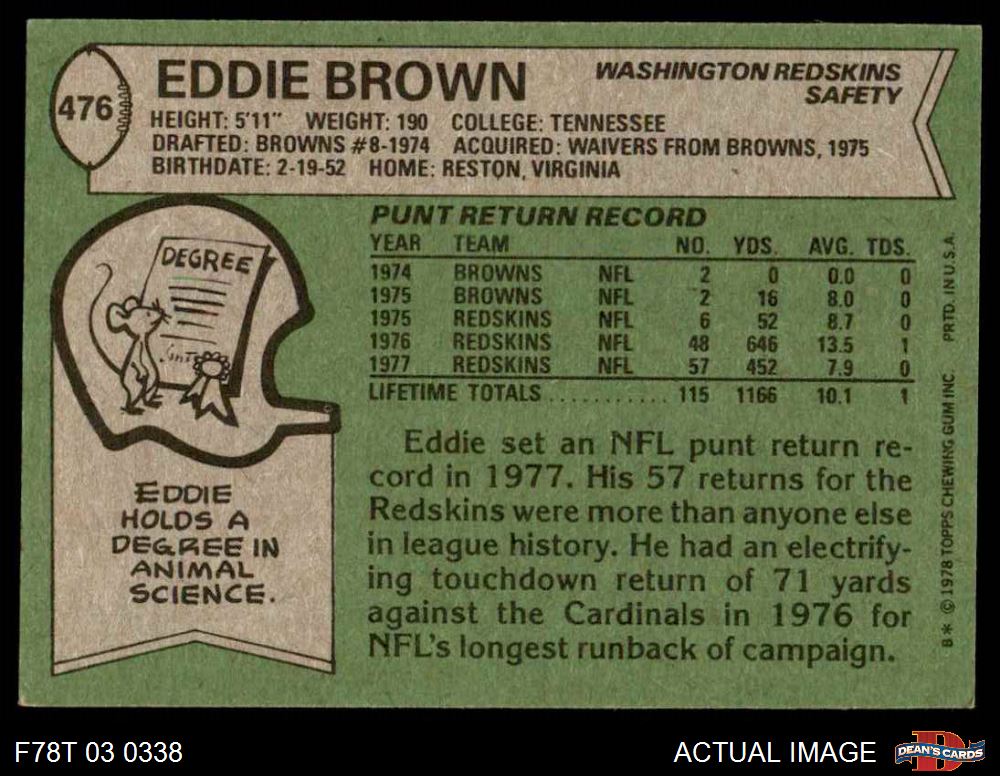 476
EDDIE BROWN
WASHINGTON REDSKINS
SAFETY
HEIGHT: 5'11" WEIGHT: 190 COLLEGE: TENNESSEE
DRAFTED: BROWNS #8-1974 ACQUIRED: WAIVERS FROM BROWNS, 1975
BIRTHDATE: 2-19-52 HOME: RESTON, VIRGINIA
DEGREE
EDDIE
HOLDS A
DEGREE IN
ANIMAL
SCIENCE.
PUNT RETURN RECORD
YEAR TEAM NO. YDS. AVG. TDS.
1974 BROWNS NFL 2 0 0.0 0
1975 BROWNS NFL 2 16 8.0 0
1975 REDSKINS NFL 6 52 8.7 0
1976 REDSKINS NFL 48 646 13.5 1
1977 REDSKINS NFL 57 452 7.9 0
LIFETIME TOTALS........... 115 1166 10.1 1
Eddie set an NFL punt return re-
cord in 1977. His 57 returns for the
Redskins were more than anyone else
in league history. He had an electrify-
ing touchdown return of 71 yards
against the Cardinals in 1976 for
NFL's longest runback of campaign.
B* © 1978 TOPPS CHEWING GUM INC. PRTD. IN U.S.A.
F78T 03 0338
ACTUAL IMAGE
D
DEAN'S CARDS